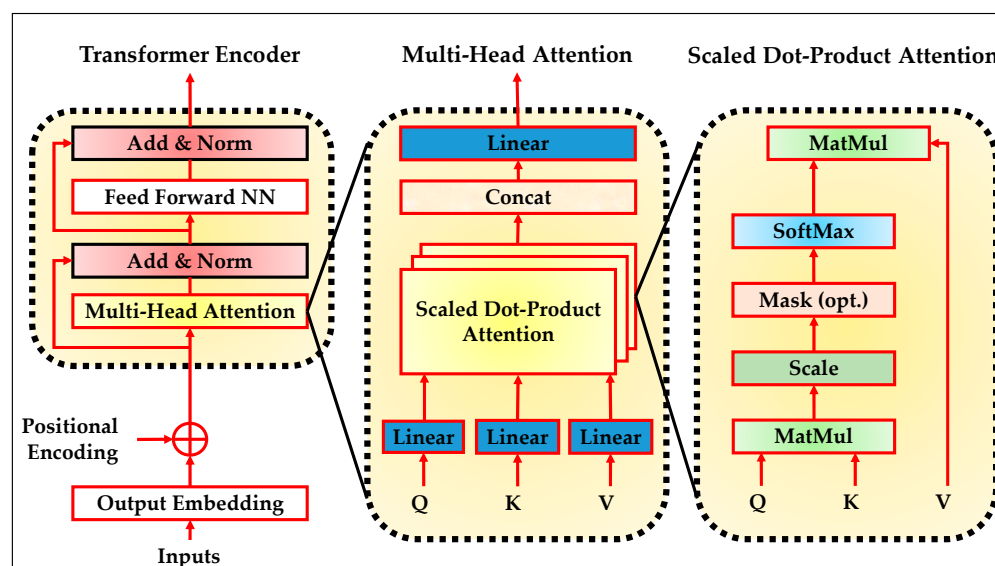 Transformer Encoder
Add & Norm
Feed Forward NN
Add & Norm
Multi-Head Attention
Positional
Encoding
Output Embedding
Inputs
Multi-Head Attention
Linear
Concat
Scaled Dot-Product
Attention
Linear
Linear
Linear
Q
K
V
Scaled Dot-Product Attention
MatMul
SoftMax
Mask (opt.)
Scale
MatMul
Q
K
V